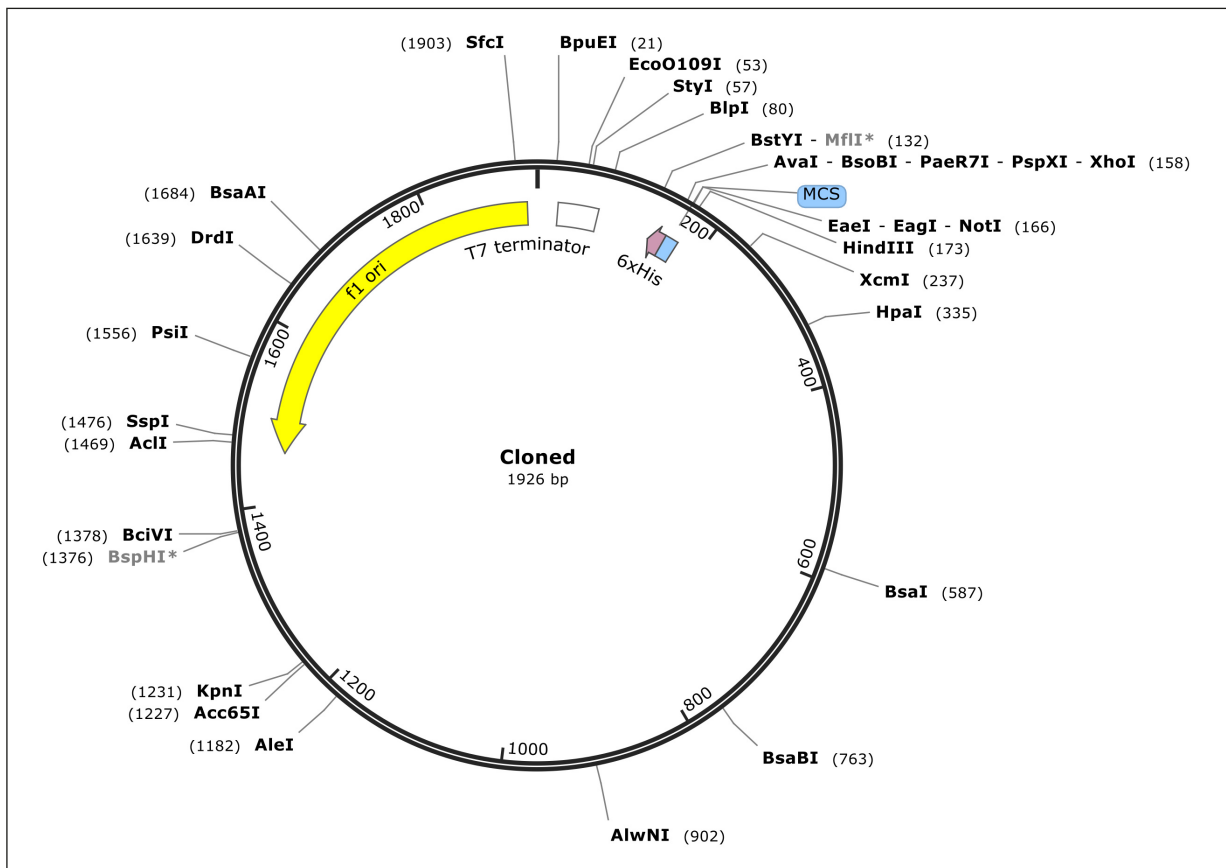 (1903) SfcI
BpuEI (21)
EcoO109I (53)
StyI (57)
BlpI (80)
BstYI - MflI* (132)
AvaI - BsoBI - PaeR7I - PspXI - XhoI (158)
MCS
EaeI - EagI - NotI (166)
HindIII (173)
XcmI (237)
HpaI (335)
BsaI (587)
BsaBI (763)
AlwNI (902)
(1182) AleI
(1227) Acc65I
(1231) KpnI
(1376) BspHI*
(1378) BciVI
(1469) AclI
(1476) SspI
(1556) PsiI
(1639) DrdI
(1684) BsaAI
200
400
600
800
1000
1200
1400
1600
1800
T7 terminator
6xHis
f1 ori
Cloned
1926 bp